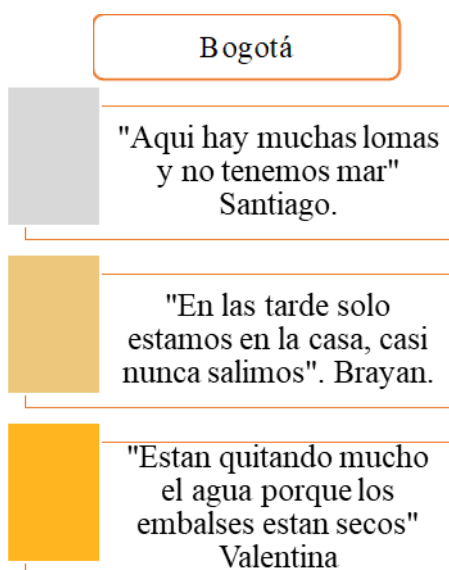 Bogotá
"Aqui hay muchas lomas
y no tenemos mar"
Santiago.
"En las tarde solo
estamos en la casa, casi
nunca salimos". Brayan.
"Estan quitando mucho
el agua porque los
embalses estan secos"
Valentina